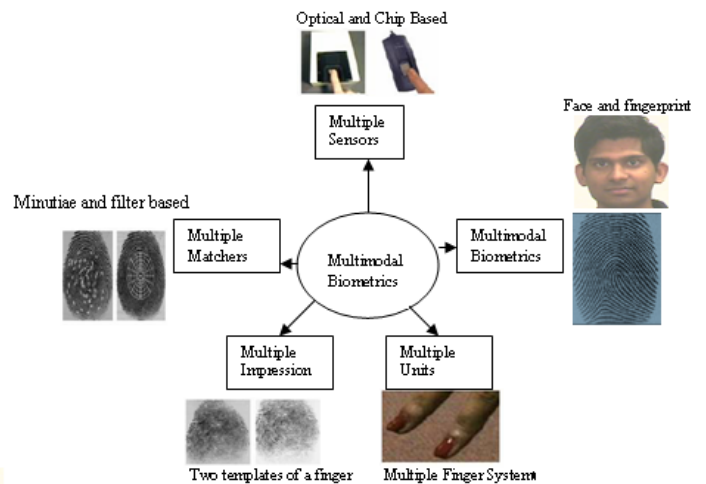 Optical and Chip Based
Multiple
Sensors
Face and fingerprint
Minutiae and filter based
Multiple
Matchers
Multimodal
Biometrics
Multimodal
Biometrics
Multiple
Impression
Multiple
Units
Two templates of a finger
Multiple Finger System